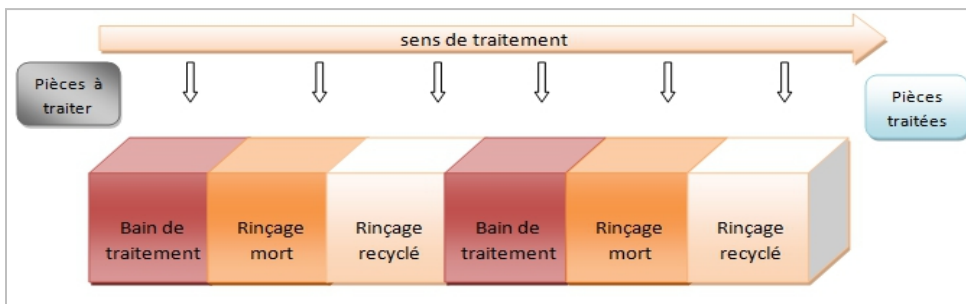 sens de traitement
Pièces à
traiter
Pièces
traitées
Bain de
traitement
Rinçage
mort
Rinçage
recyclé
Bain de
traitement
Rinçage
mort
Rinçage
recyclé